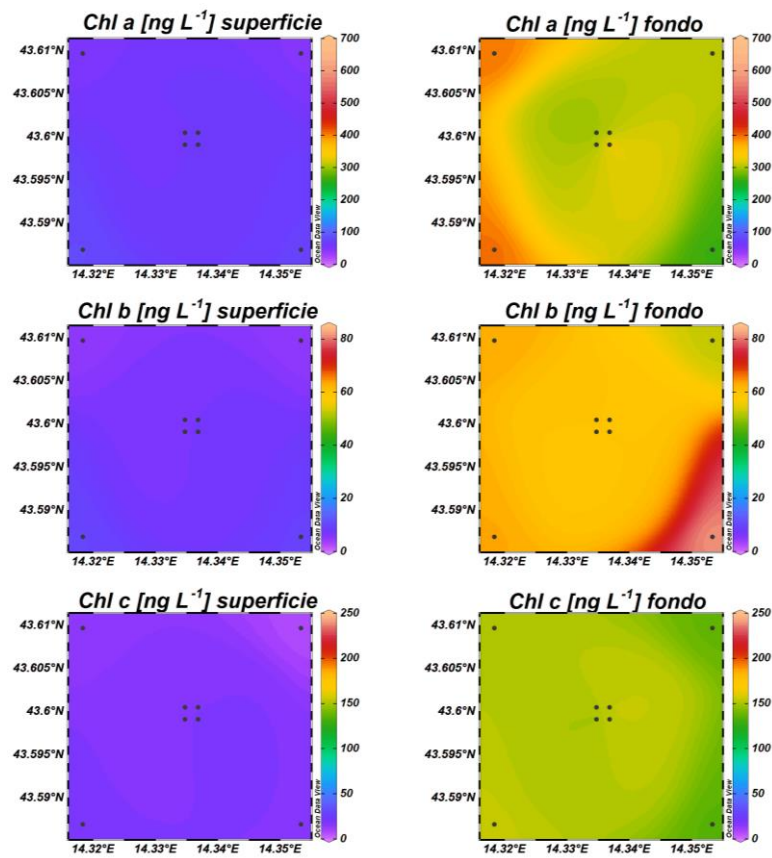 Chl a [ng L⁻¹] superficie
43.61°N
43.605°N
43.6°N
43.595°N
43.59°N
14.32°E 14.33°E 14.34°E 14.35°E
700
600
500
400
300
200
100
0
Ocean Data View
Chl a [ng L⁻¹] fondo
43.61°N
43.605°N
43.6°N
43.595°N
43.59°N
14.32°E 14.33°E 14.34°E 14.35°E
700
600
500
400
300
200
100
0
Ocean Data View
Chl b [ng L⁻¹] superficie
43.61°N
43.605°N
43.6°N
43.595°N
43.59°N
14.32°E 14.33°E 14.34°E 14.35°E
80
60
40
20
0
Ocean Data View
Chl b [ng L⁻¹] fondo
43.61°N
43.605°N
43.6°N
43.595°N
43.59°N
14.32°E 14.33°E 14.34°E 14.35°E
80
60
40
20
0
Ocean Data View
Chl c [ng L⁻¹] superficie
43.61°N
43.605°N
43.6°N
43.595°N
43.59°N
14.32°E 14.33°E 14.34°E 14.35°E
250
200
150
100
50
0
Ocean Data View
Chl c [ng L⁻¹] fondo
43.61°N
43.605°N
43.6°N
43.595°N
43.59°N
14.32°E 14.33°E 14.34°E 14.35°E
250
200
150
100
50
0
Ocean Data View